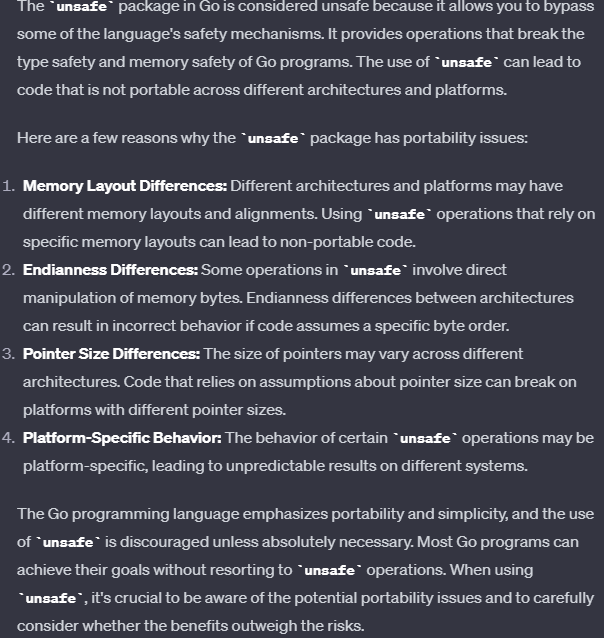 The `unsafe` package in Go is considered unsafe because it allows you to bypass
some of the language's safety mechanisms. It provides operations that break the
type safety and memory safety of Go programs. The use of `unsafe` can lead to
code that is not portable across different architectures and platforms.
Here are a few reasons why the `unsafe` package has portability issues:
1. Memory Layout Differences: Different architectures and platforms may have
different memory layouts and alignments. Using `unsafe` operations that rely on
specific memory layouts can lead to non-portable code.
2. Endianness Differences: Some operations in `unsafe` involve direct
manipulation of memory bytes. Endianness differences between architectures
can result in incorrect behavior if code assumes a specific byte order.
3. Pointer Size Differences: The size of pointers may vary across different
architectures. Code that relies on assumptions about pointer size can break on
platforms with different pointer sizes.
4. Platform-Specific Behavior: The behavior of certain `unsafe` operations may be
platform-specific, leading to unpredictable results on different systems.
The Go programming language emphasizes portability and simplicity, and the use
of `unsafe` is discouraged unless absolutely necessary. Most Go programs can
achieve their goals without resorting to `unsafe` operations. When using
`unsafe`, it's crucial to be aware of the potential portability issues and to carefully
consider whether the benefits outweigh the risks.